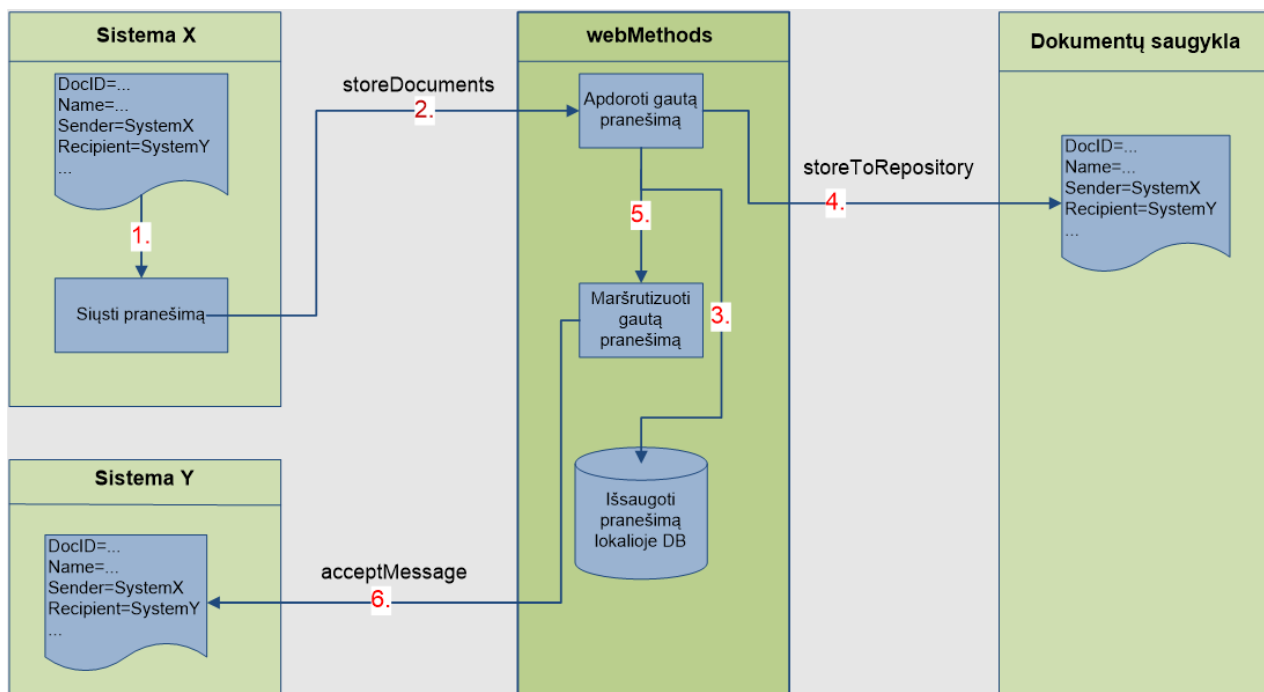 Sistema X
DocID=...
Name=...
Sender=SystemX
Recipient=SystemY
...
1.
Siųsti pranešimą
storeDocuments
2.
webMethods
Apdoroti gautą
pranešimą
5.
Maršrutizuoti
gautą
pranešimą
3.
Išsaugoti
pranešimą
lokalioje DB
storeToRepository
4.
Dokumentų saugykla
DocID=...
Name=...
Sender=SystemX
Recipient=SystemY
...
Sistema Y
DocID=...
Name=...
Sender=SystemX
Recipient=SystemY
...
acceptMessage
6.